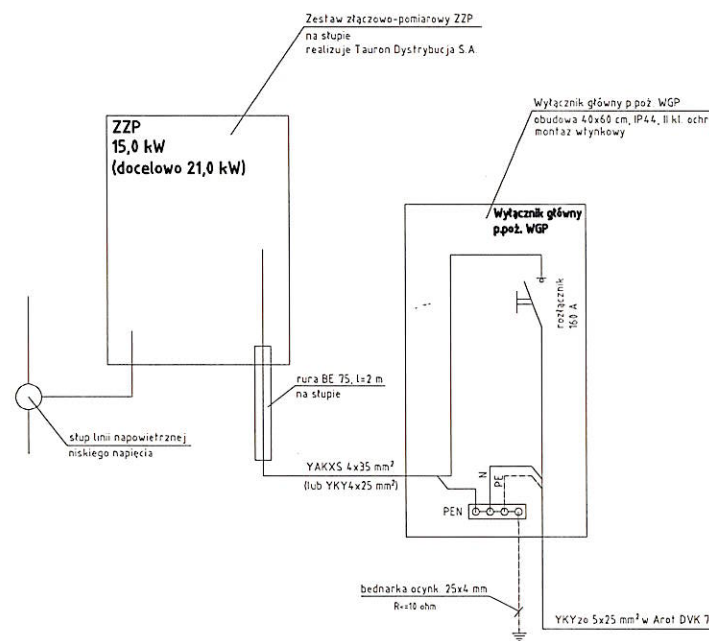 Zestaw złączowo-pomiarowy ZZP
na słupie
realizuje Tauron Dystrybucja S.A.
ZZP
15,0 kW
(docelowo 21,0 kW)
Wyłącznik główny p.poż. WGP
obudowa 40x60 cm, IP44, II kl. ochr
montaż wtynkowy
Wyłącznik główny
p.poż. WGP
rozłącznik
160 A
rura BE 75, l=2 m
na słupie
słup linii napowietrznej
niskiego napięcia
YAKXS 4x35 mm²
(lub YKY4x25 mm²)
N
PE
PEN
bednarka ocynk. 25x4 mm
R<=10 ohm
YKYżo 5x25 mm² w Arot DVK 7